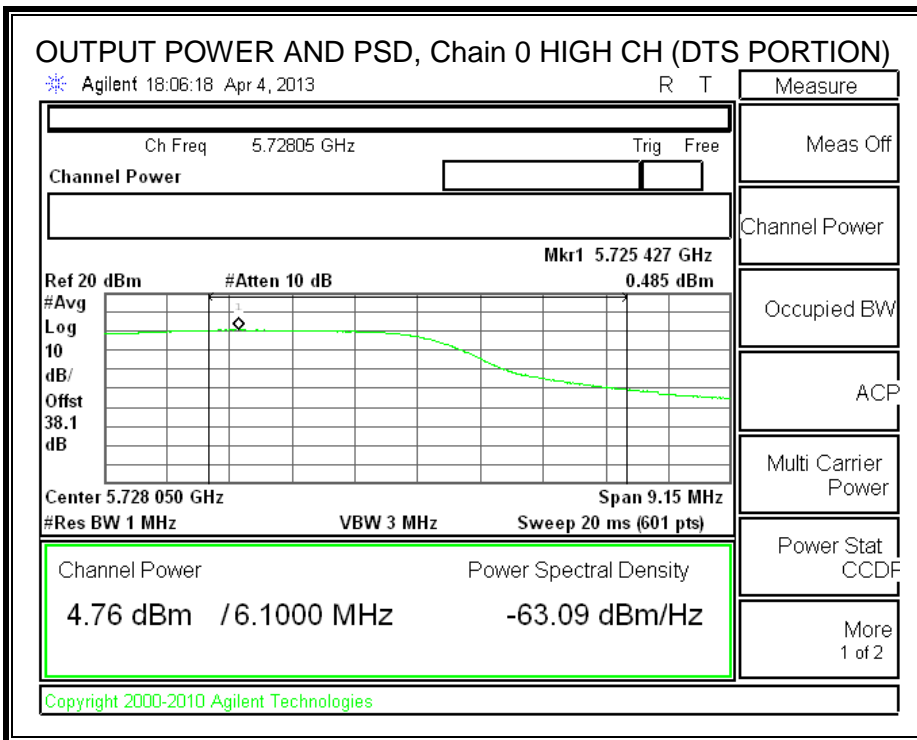 OUTPUT POWER AND PSD, Chain 0 HIGH CH (DTS PORTION)
Agilent 18:06:18 Apr 4, 2013 R T
Measure
Ch Freq 5.72805 GHz Trig Free
Channel Power
Mkr1 5.725 427 GHz
Ref 20 dBm #Atten 10 dB 0.485 dBm
#Avg
Log
10
dB/
Offst
38.1
dB
1
Center 5.728 050 GHz Span 9.15 MHz
#Res BW 1 MHz VBW 3 MHz Sweep 20 ms (601 pts)
Channel Power Power Spectral Density
4.76 dBm / 6.1000 MHz -63.09 dBm/Hz
Meas Off
Channel Power
Occupied BW
ACP
Multi Carrier
Power
Power Stat
CCDF
More
1 of 2
Copyright 2000-2010 Agilent Technologies